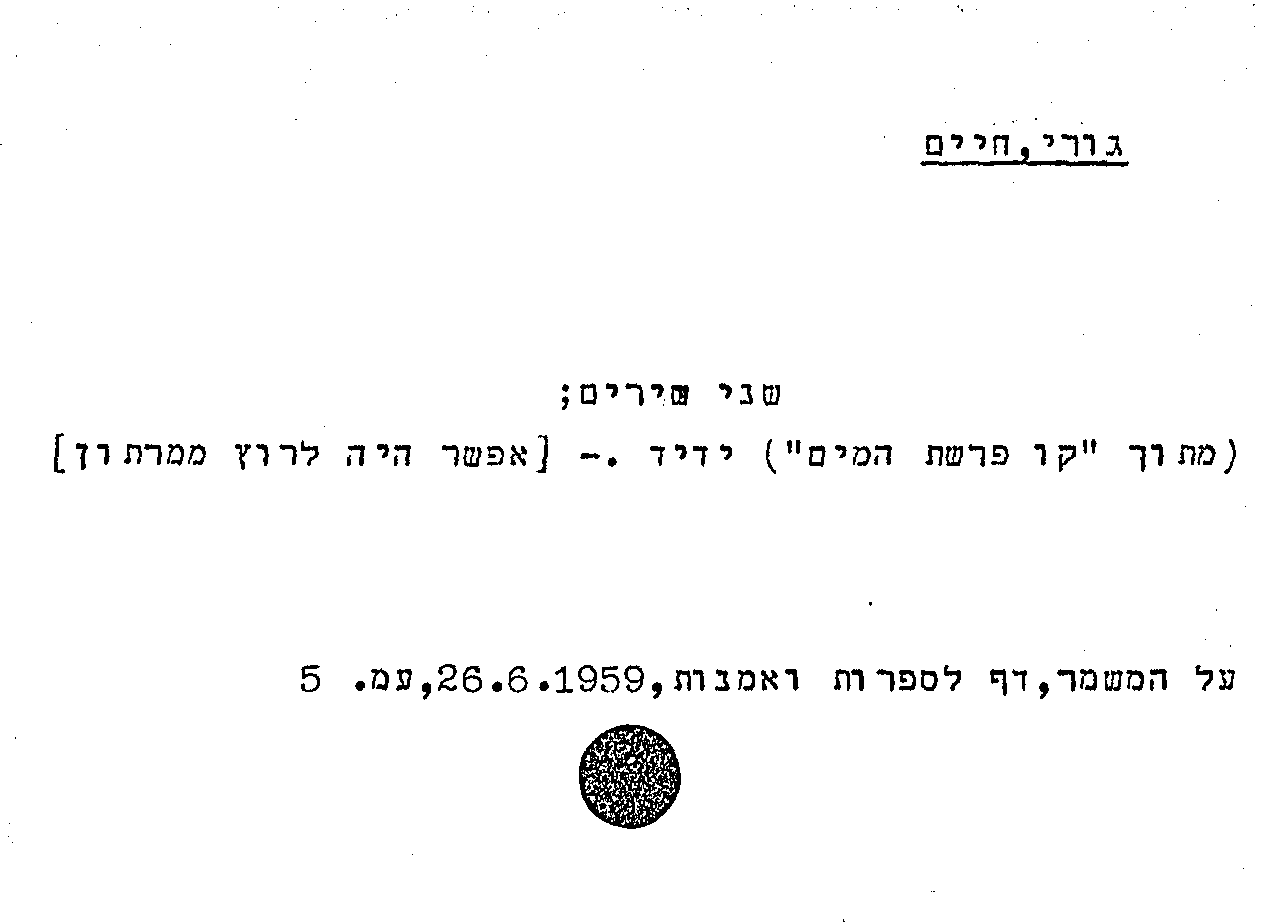 גורי,חיים
שני שירים;
(מתוך "קו פרשת המים") ידיד .- [אפשר היה לרוץ ממרתון]
על המשמר,דף לספרות ואמנות,26.6.1959,עמ. 5